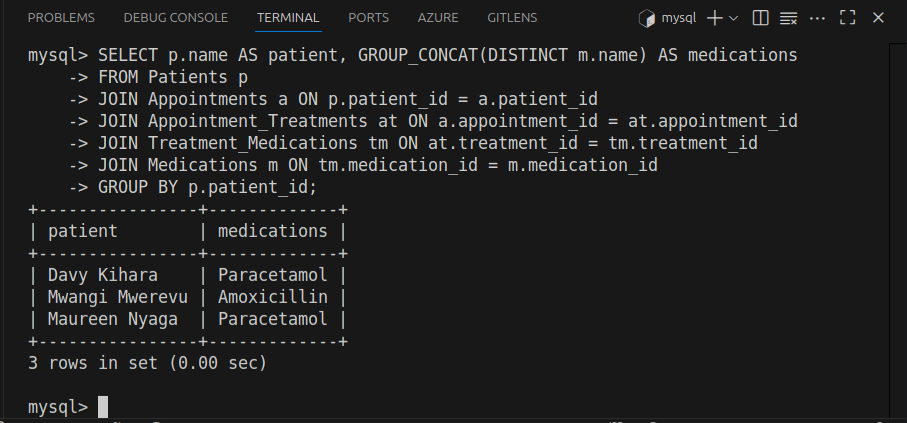 PROBLEMS DEBUG CONSOLE TERMINAL PORTS AZURE GITLENS mysql
mysql> SELECT p.name AS patient, GROUP_CONCAT(DISTINCT m.name) AS medications
    -> FROM Patients p
    -> JOIN Appointments a ON p.patient_id = a.patient_id
    -> JOIN Appointment_Treatments at ON a.appointment_id = at.appointment_id
    -> JOIN Treatment_Medications tm ON at.treatment_id = tm.treatment_id
    -> JOIN Medications m ON tm.medication_id = m.medication_id
    -> GROUP BY p.patient_id;
+----------------+-------------+
| patient        | medications |
+----------------+-------------+
| Davy Kihara    | Paracetamol |
| Mwangi Mwerevu | Amoxicillin |
| Maureen Nyaga  | Paracetamol |
+----------------+-------------+
3 rows in set (0.00 sec)
mysql>